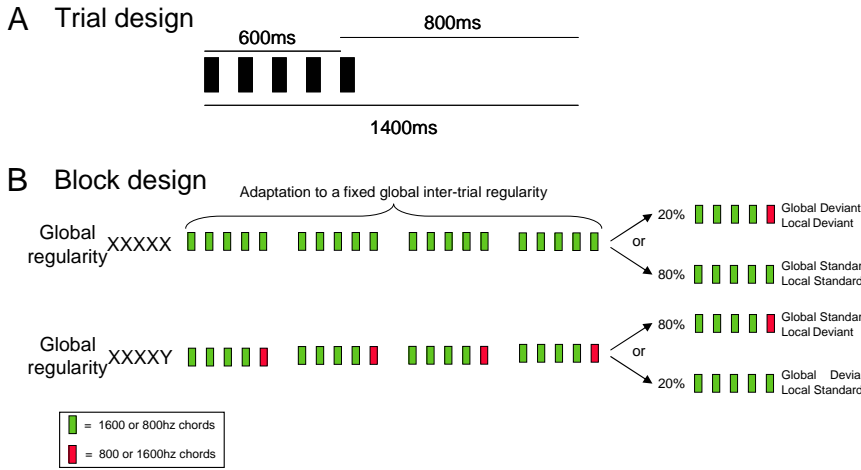 A Trial design
800ms
600ms
1400ms
B Block design
Adaptation to a fixed global inter-trial regularity
Global
regularity XXXXX
20%
Global Deviant
Local Deviant
or
80%
Global Standar
Local Standard
Global
regularity XXXXY
80%
Global Standar
Local Deviant
or
20%
Global Devia
Local Standard
= 1600 or 800hz chords
= 800 or 1600hz chords